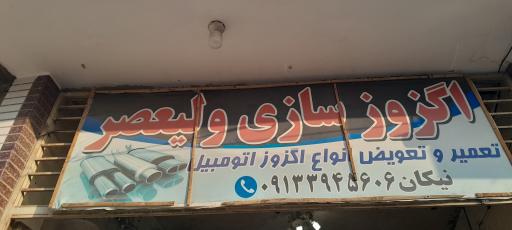 اگزوز سازی ولیعصر
تعمیر و تعویض انواع اگزوز اتومبیل
نیکان ۰۹۱۳۳۹۴۵۶۰۶